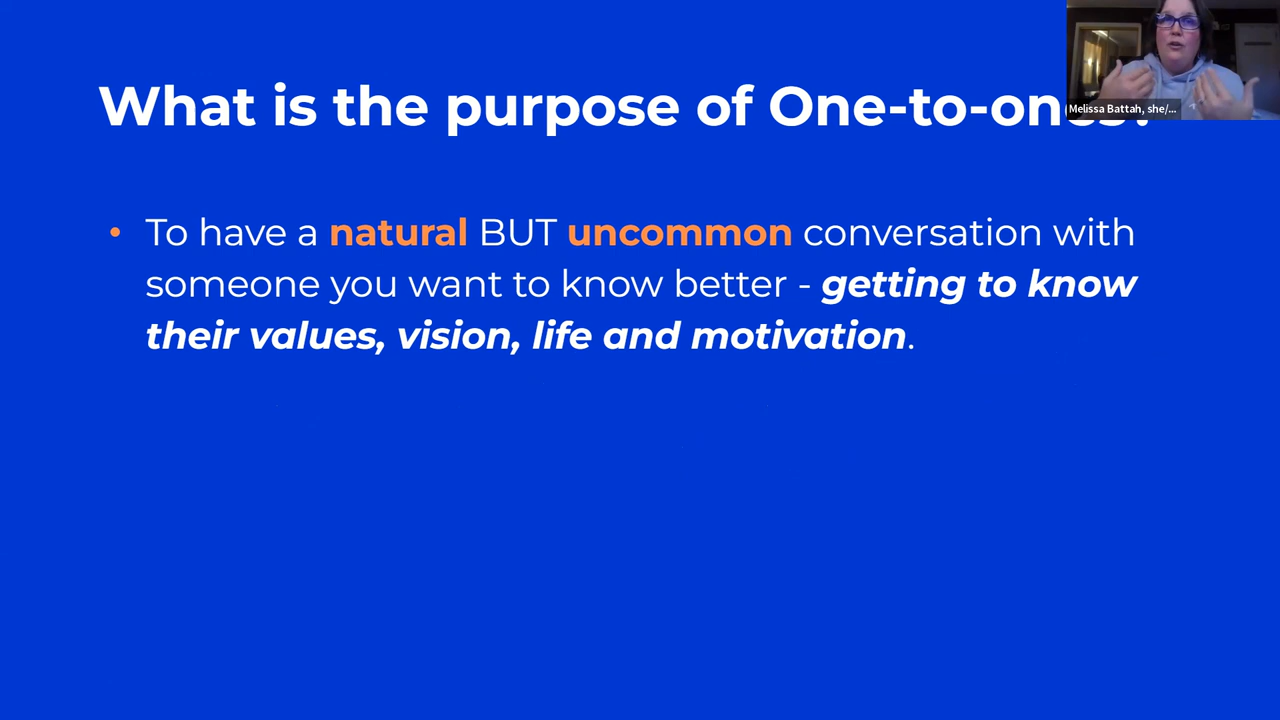 What is the purpose of One-to-ones?
Melissa Battah, she/...
• To have a natural BUT uncommon conversation with
someone you want to know better - getting to know
their values, vision, life and motivation.